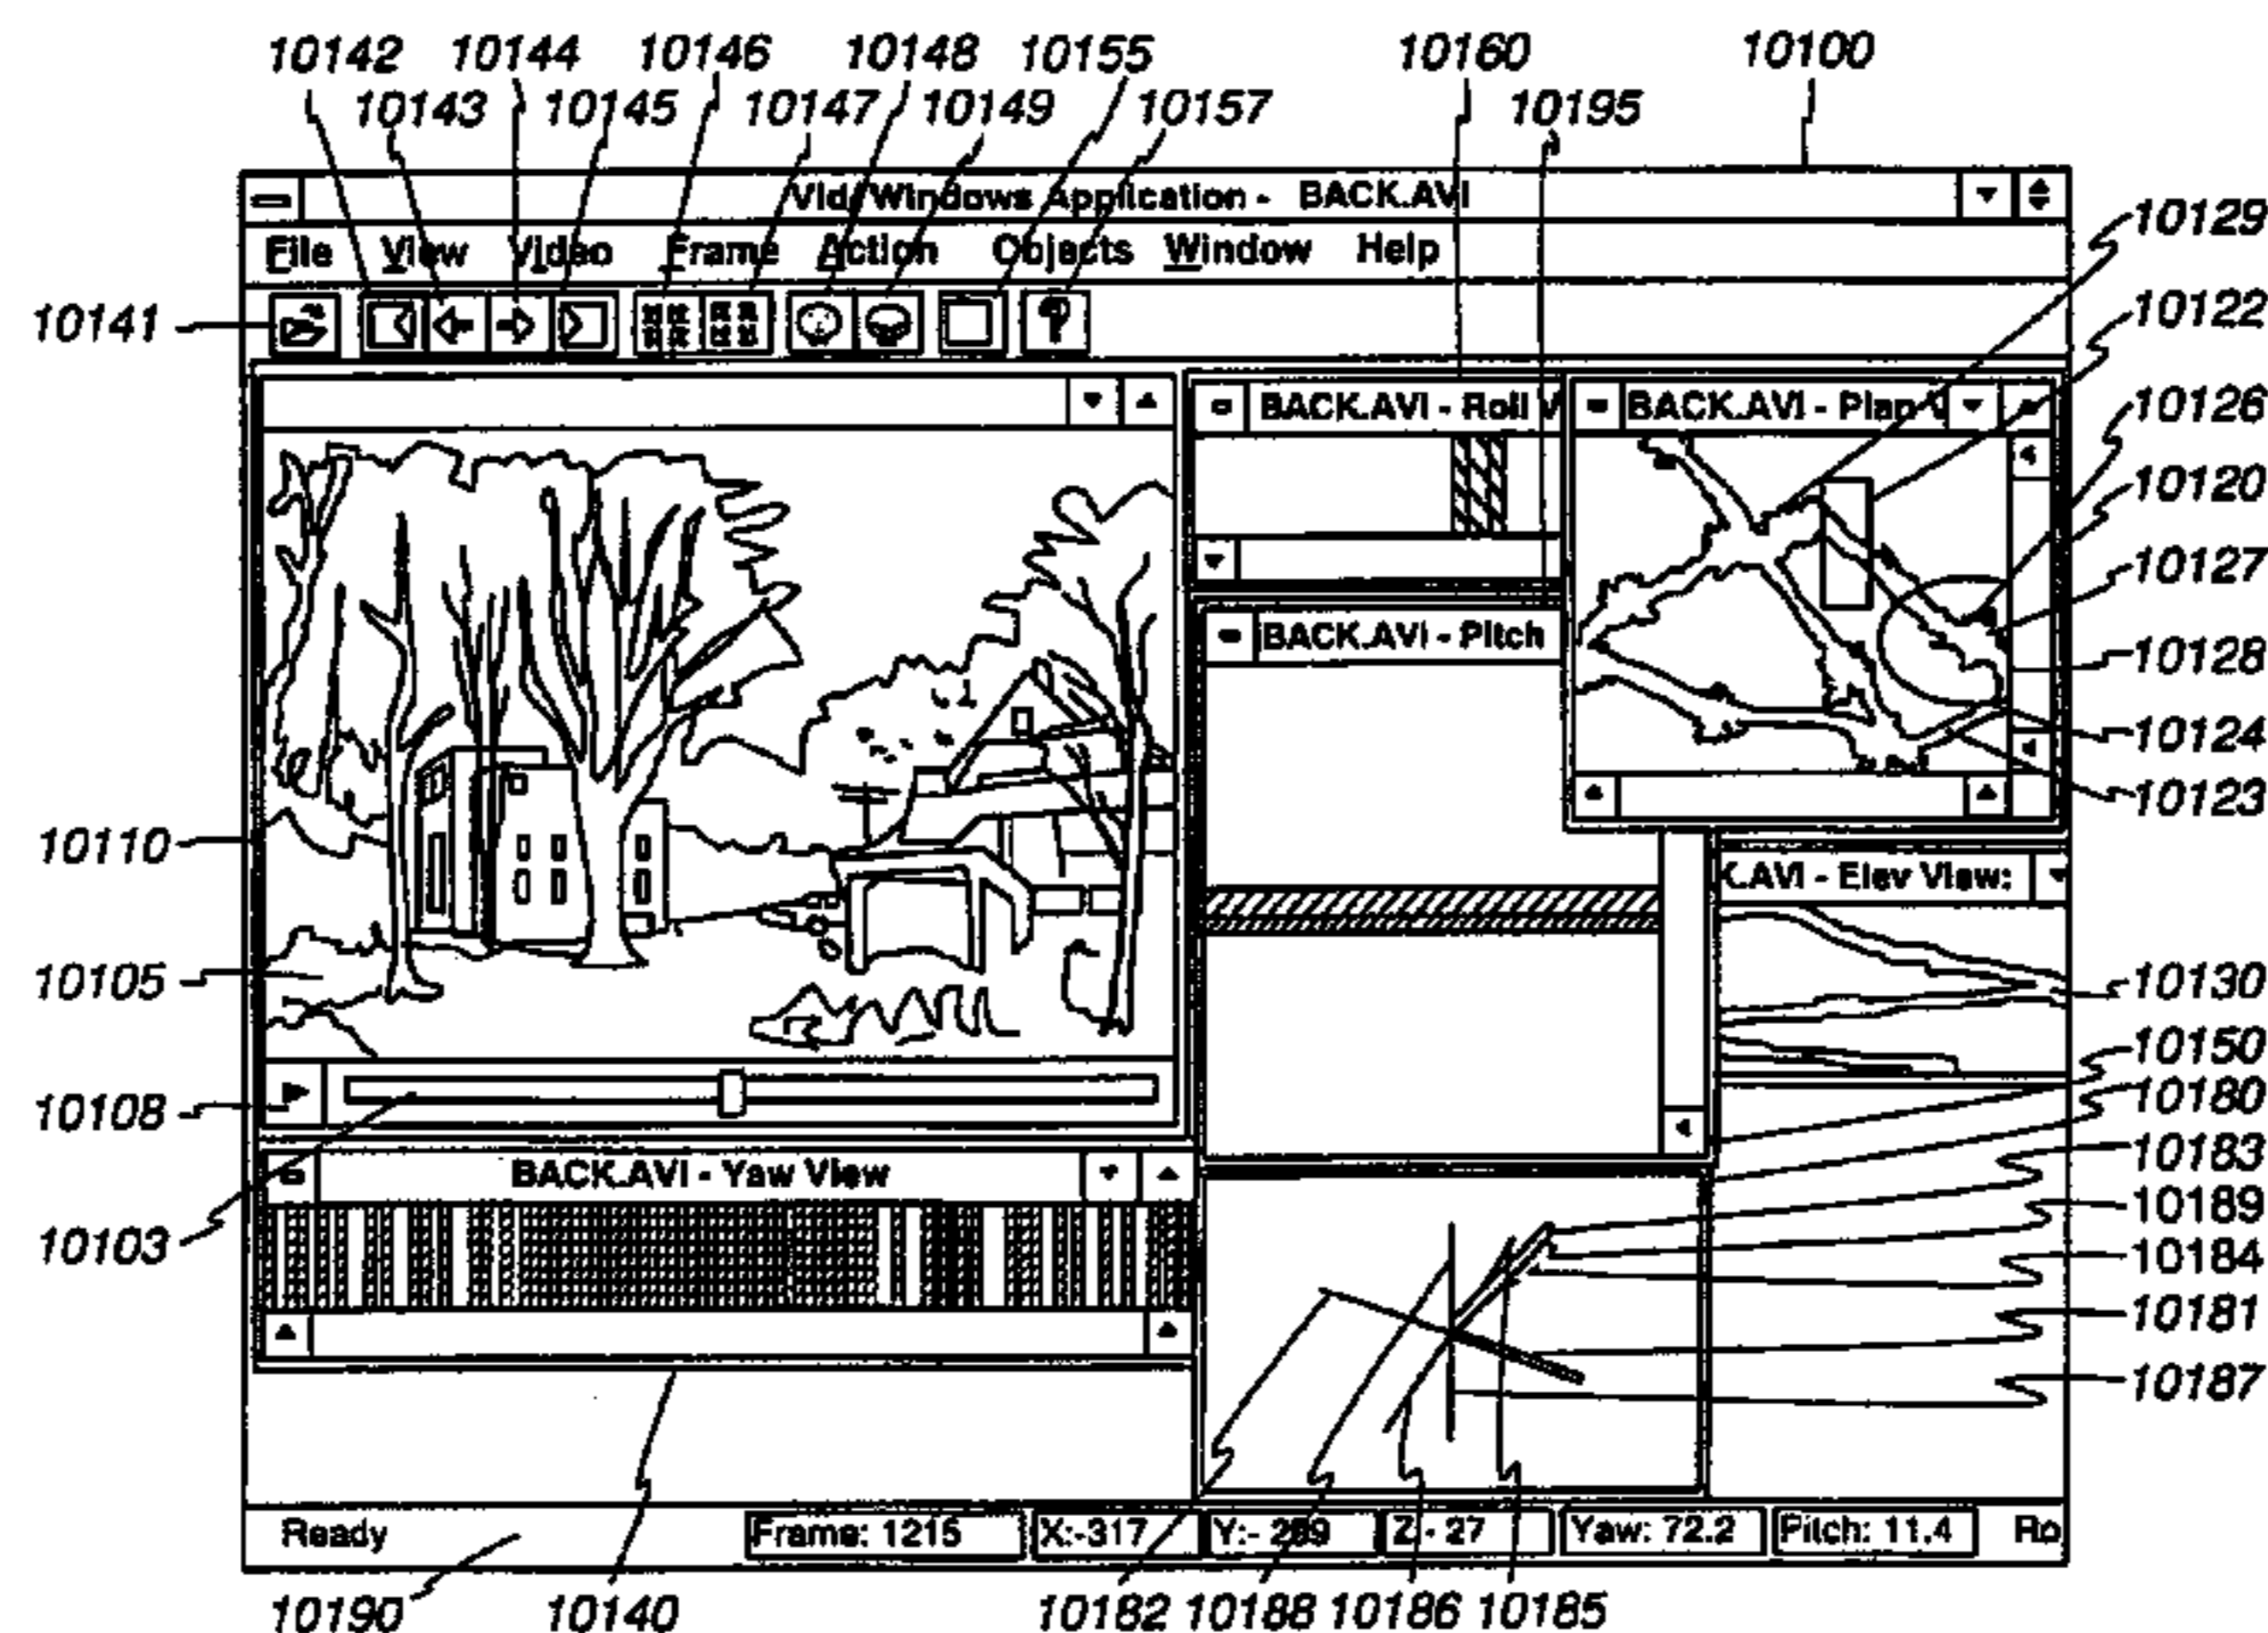 10142 10144 10146 10148 10155 10160 10100
10143 10145 10147 10149 10157 10195
Vid Windows Application - BACK.AVI
10129
File View Video Frame Action Objects Window Help
10122
10141
10126
BACK.AVI - Roll V
BACK.AVI - Plan V
10120
10127
BACK.AVI - Pitch
10128
10124
10123
10110
K.AVI - Elev View:
10105
10130
10150
10108
10180
10183
BACK.AVI - Yaw View
10189
10103
10184
10181
10187
Ready Frame: 1215 X:-317 Y:- 299 Z - 27 Yaw: 72.2 Pitch: 11.4 Ro
10190 10140 10182 10188 10186 10185